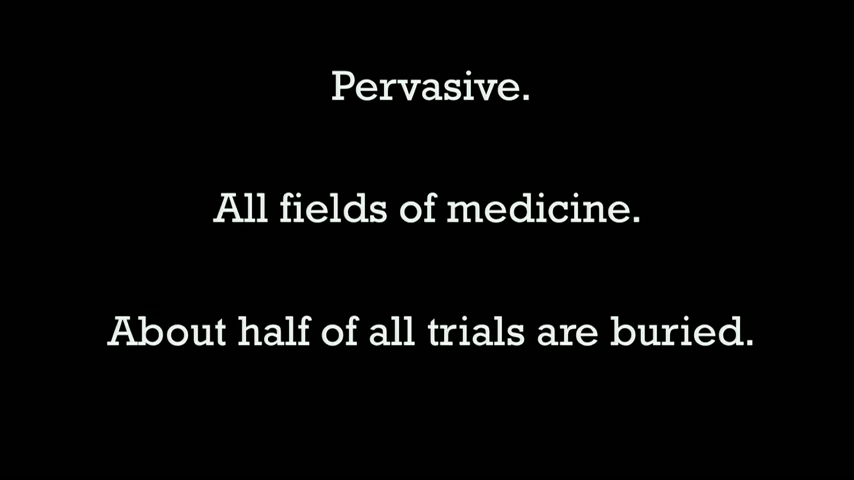 Pervasive.
All fields of medicine.
About half of all trials are buried.